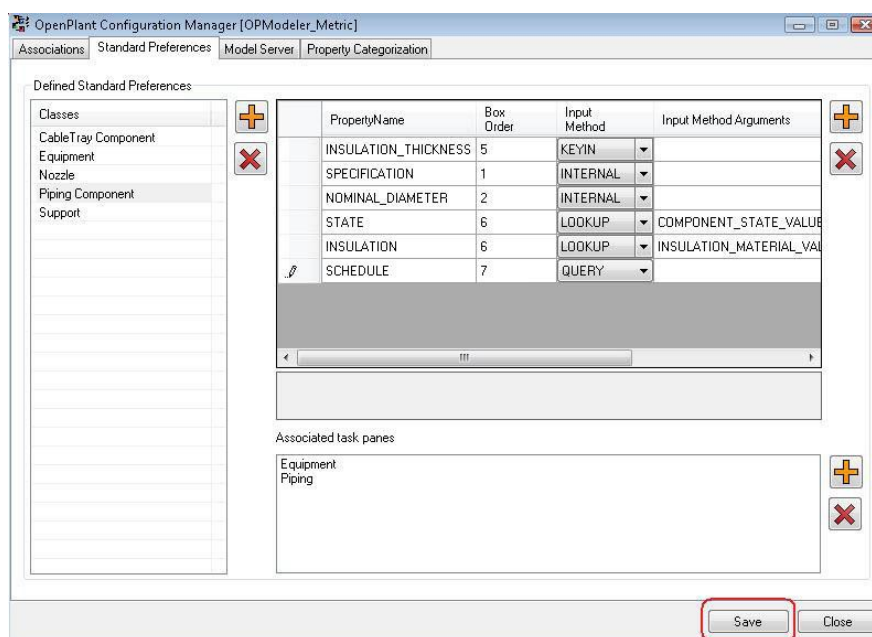 OpenPlant Configuration Manager [OPModeler_Metric]
Associations Standard Preferences Model Server Property Categorization
Defined Standard Preferences
Classes
CableTray Component
Equipment
Nozzle
Piping Component
Support
PropertyName Box Order Input Method Input Method Arguments
INSULATION_THICKNESS 5 KEYIN
SPECIFICATION 1 INTERNAL
NOMINAL_DIAMETER 2 INTERNAL
STATE 6 LOOKUP COMPONENT_STATE_VALUE
INSULATION 6 LOOKUP INSULATION_MATERIAL_VAL
SCHEDULE 7 QUERY
Associated task panes
Equipment
Piping
Save Close